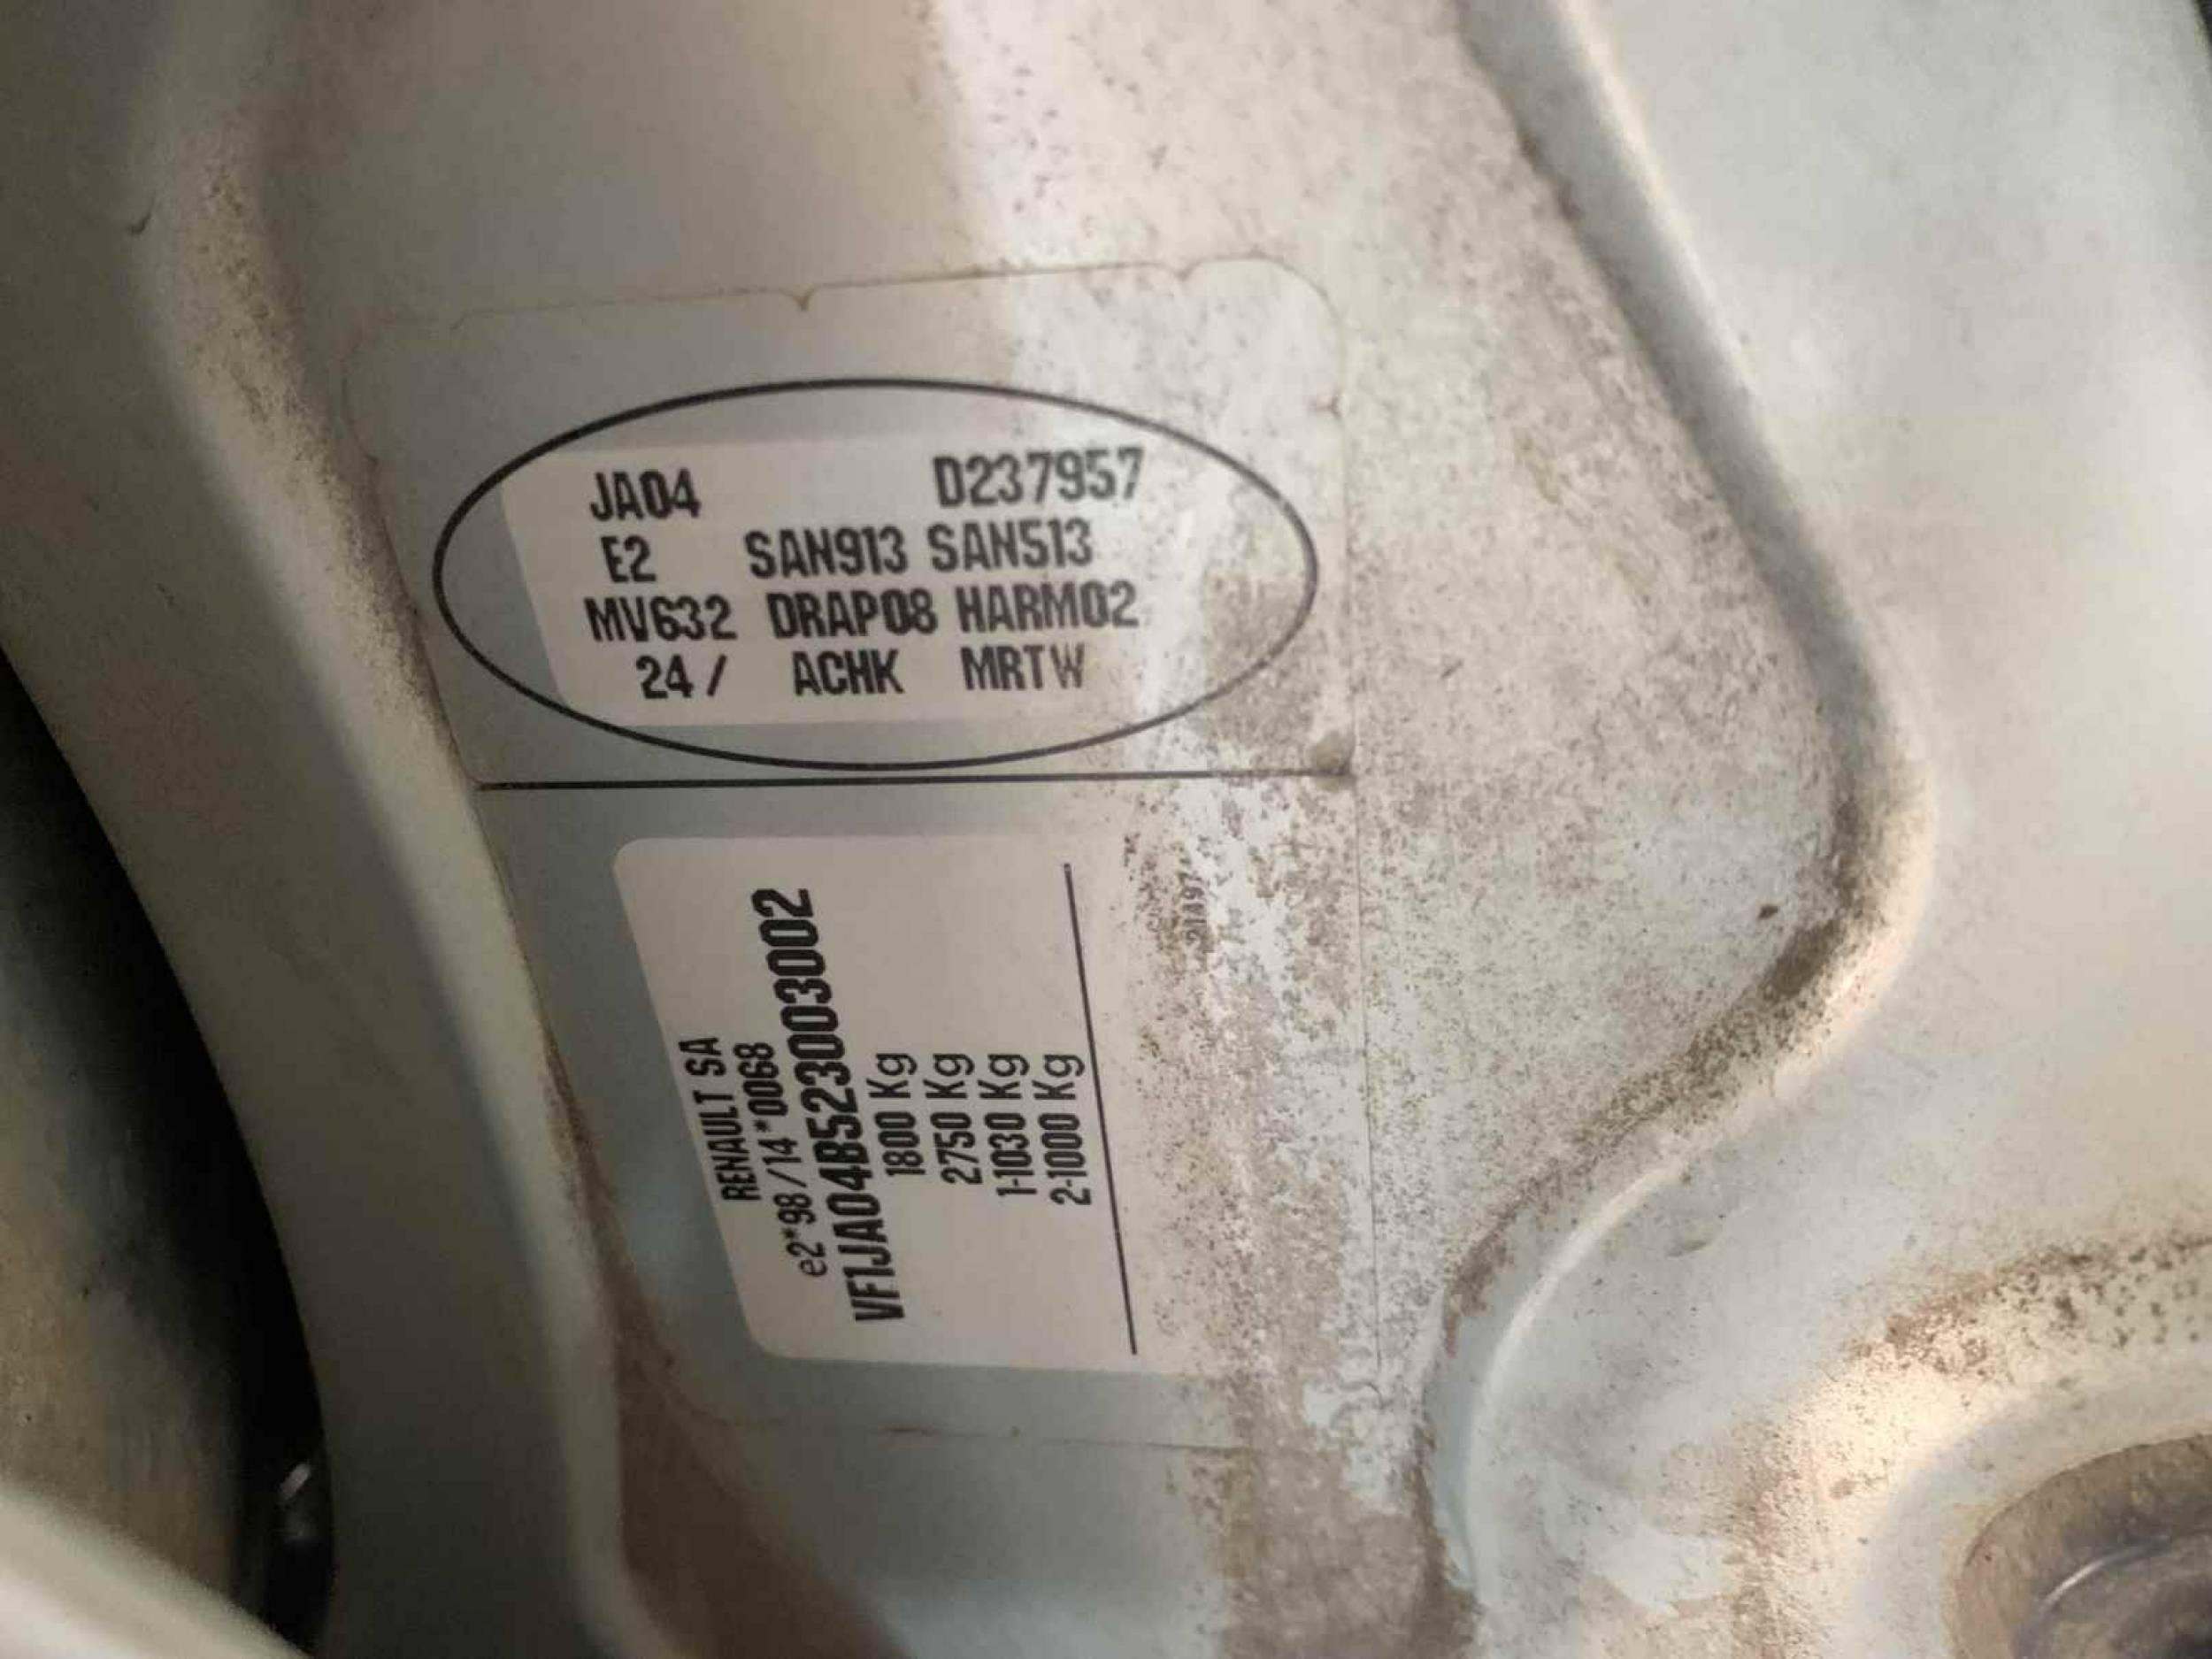 JA04 D237957
E2 SAN913 SAN513
MV632 DRAP08 HARM02
24 / ACHK MRTW
RENAULT SA
e2*98/14*0068
VF1JA04B523003002
1800 Kg
2750 Kg
1-1030 Kg
2-1000 Kg